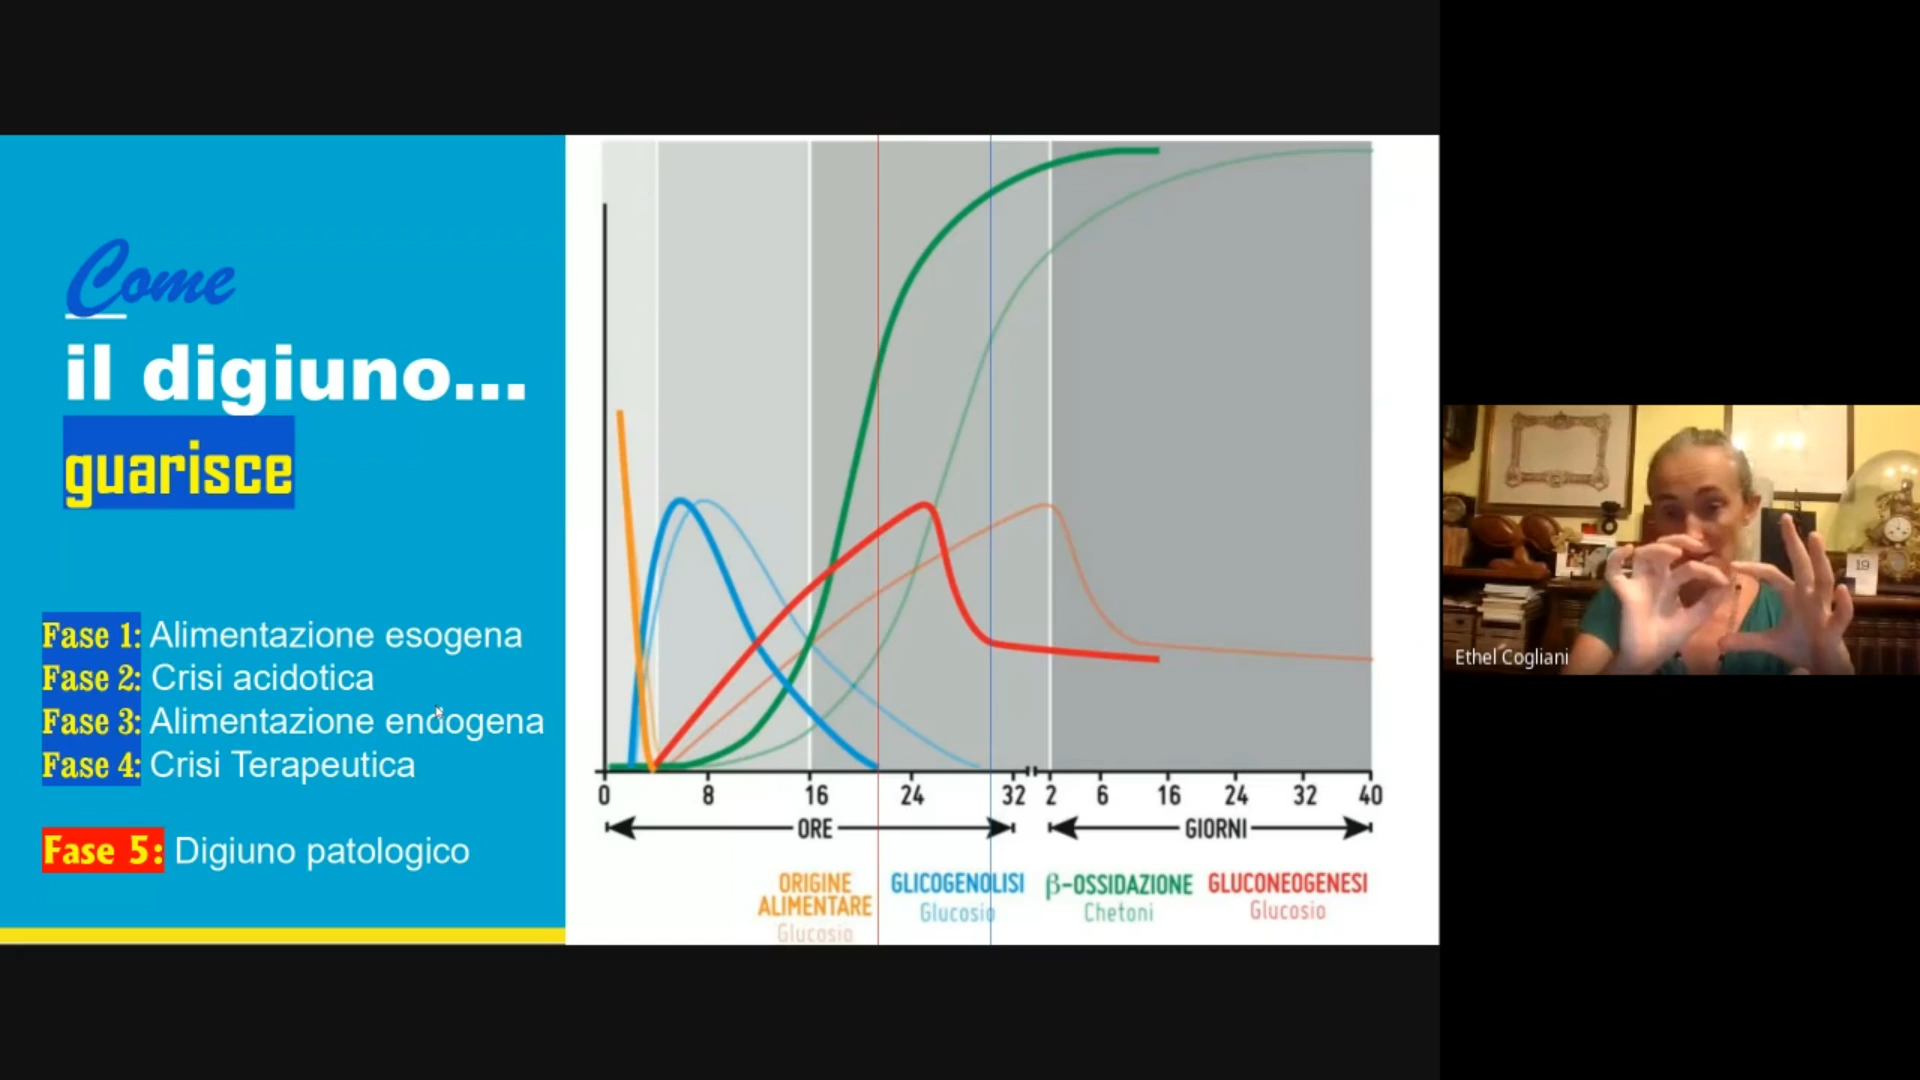 Come
il digiuno...
guarisce
Fase 1: Alimentazione esogena
Fase 2: Crisi acidotica
Fase 3: Alimentazione endogena
Fase 4: Crisi Terapeutica
Fase 5: Digiuno patologico
0 8 16 24 32 2 6 16 24 32 40
ORE GIORNI
ORIGINE
ALIMENTARE
Glucosio
GLICOGENOLISI
Glucosio
β-OSSIDAZIONE
Chetoni
GLUCONEOGENESI
Glucosio
19
Ethel Cogliani